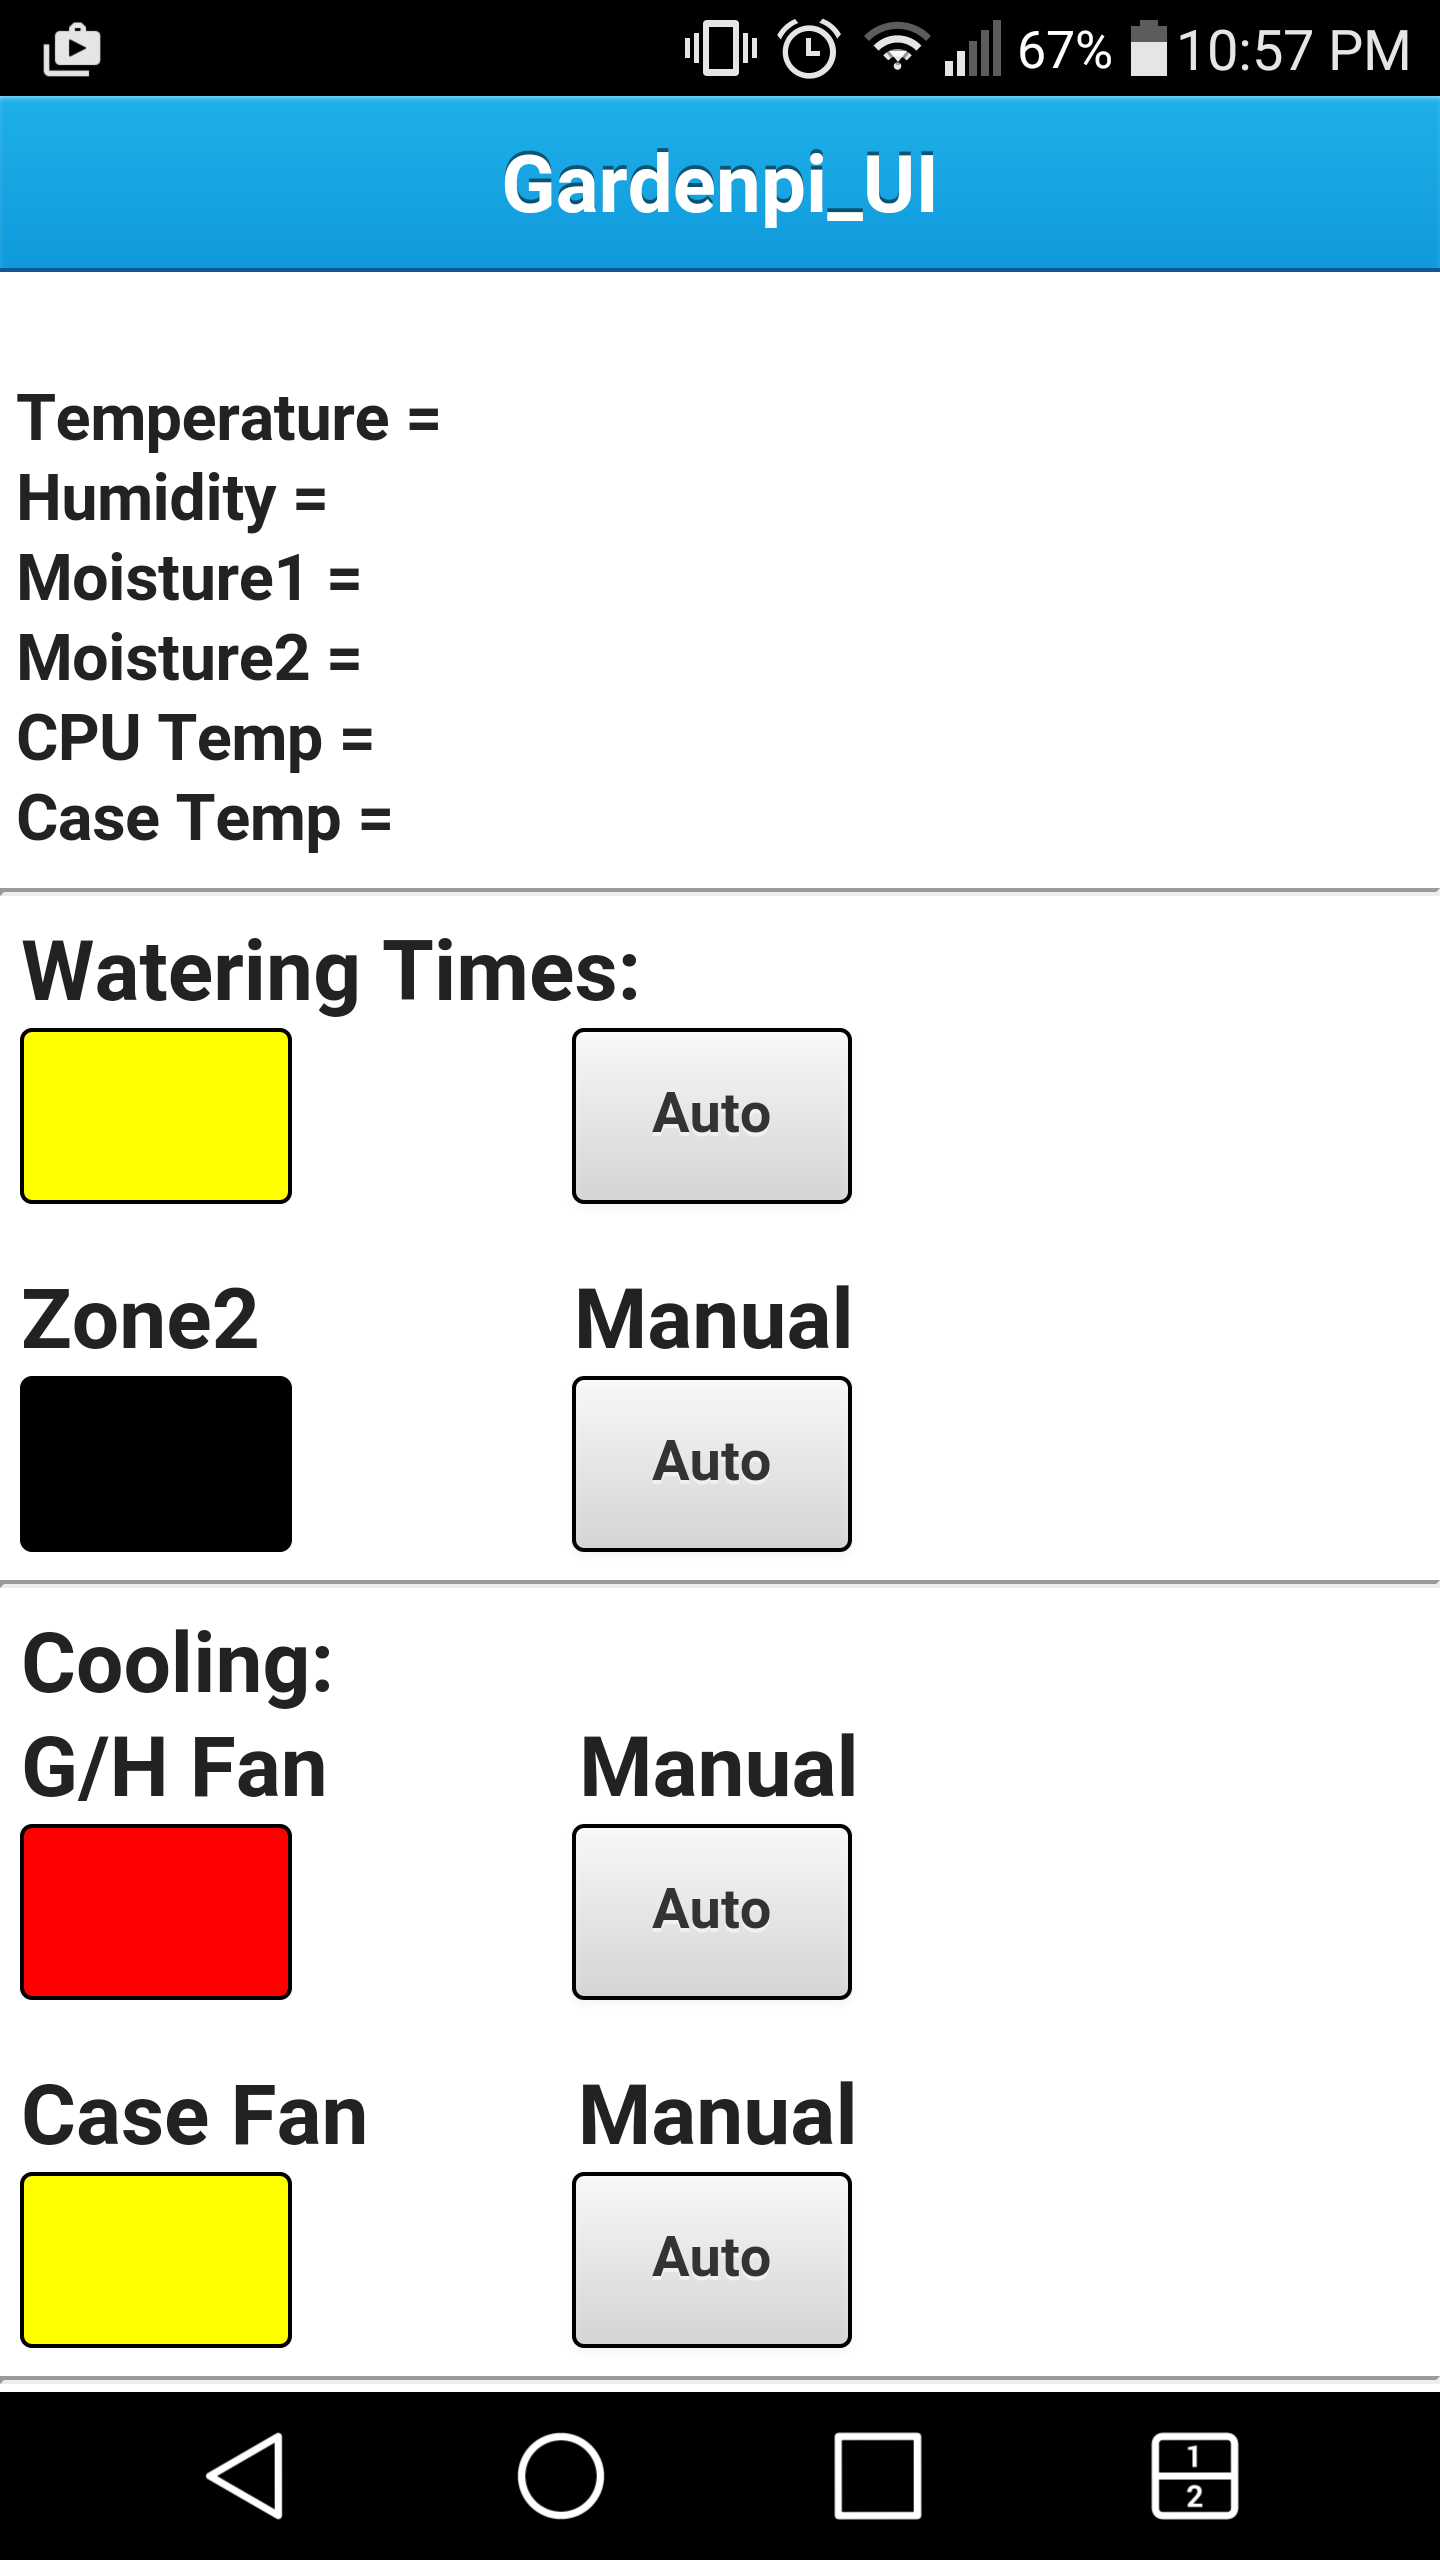 67% 10:57 PM
Gardenpi_UI
Temperature =
Humidity =
Moisture1 =
Moisture2 =
CPU Temp =
Case Temp =
Watering Times:
Auto
Zone2 Manual
Auto
Cooling:
G/H Fan Manual
Auto
Case Fan Manual
Auto
1
2